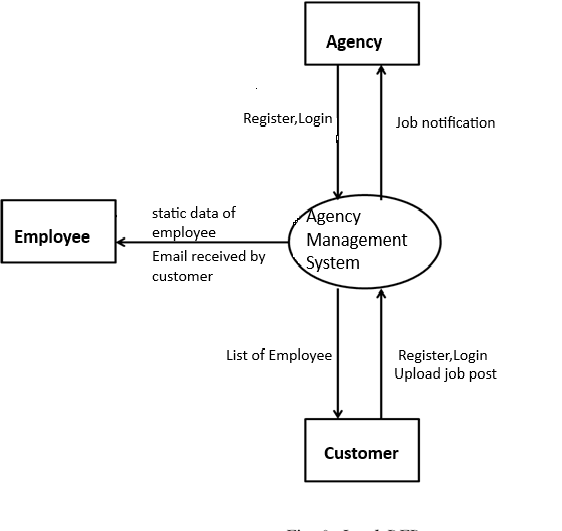 Agency
Register,Login
Job notification
static data of
employee
Employee
Email received by
customer
Agency
Management
System
List of Employee
Register,Login
Upload job post
Customer